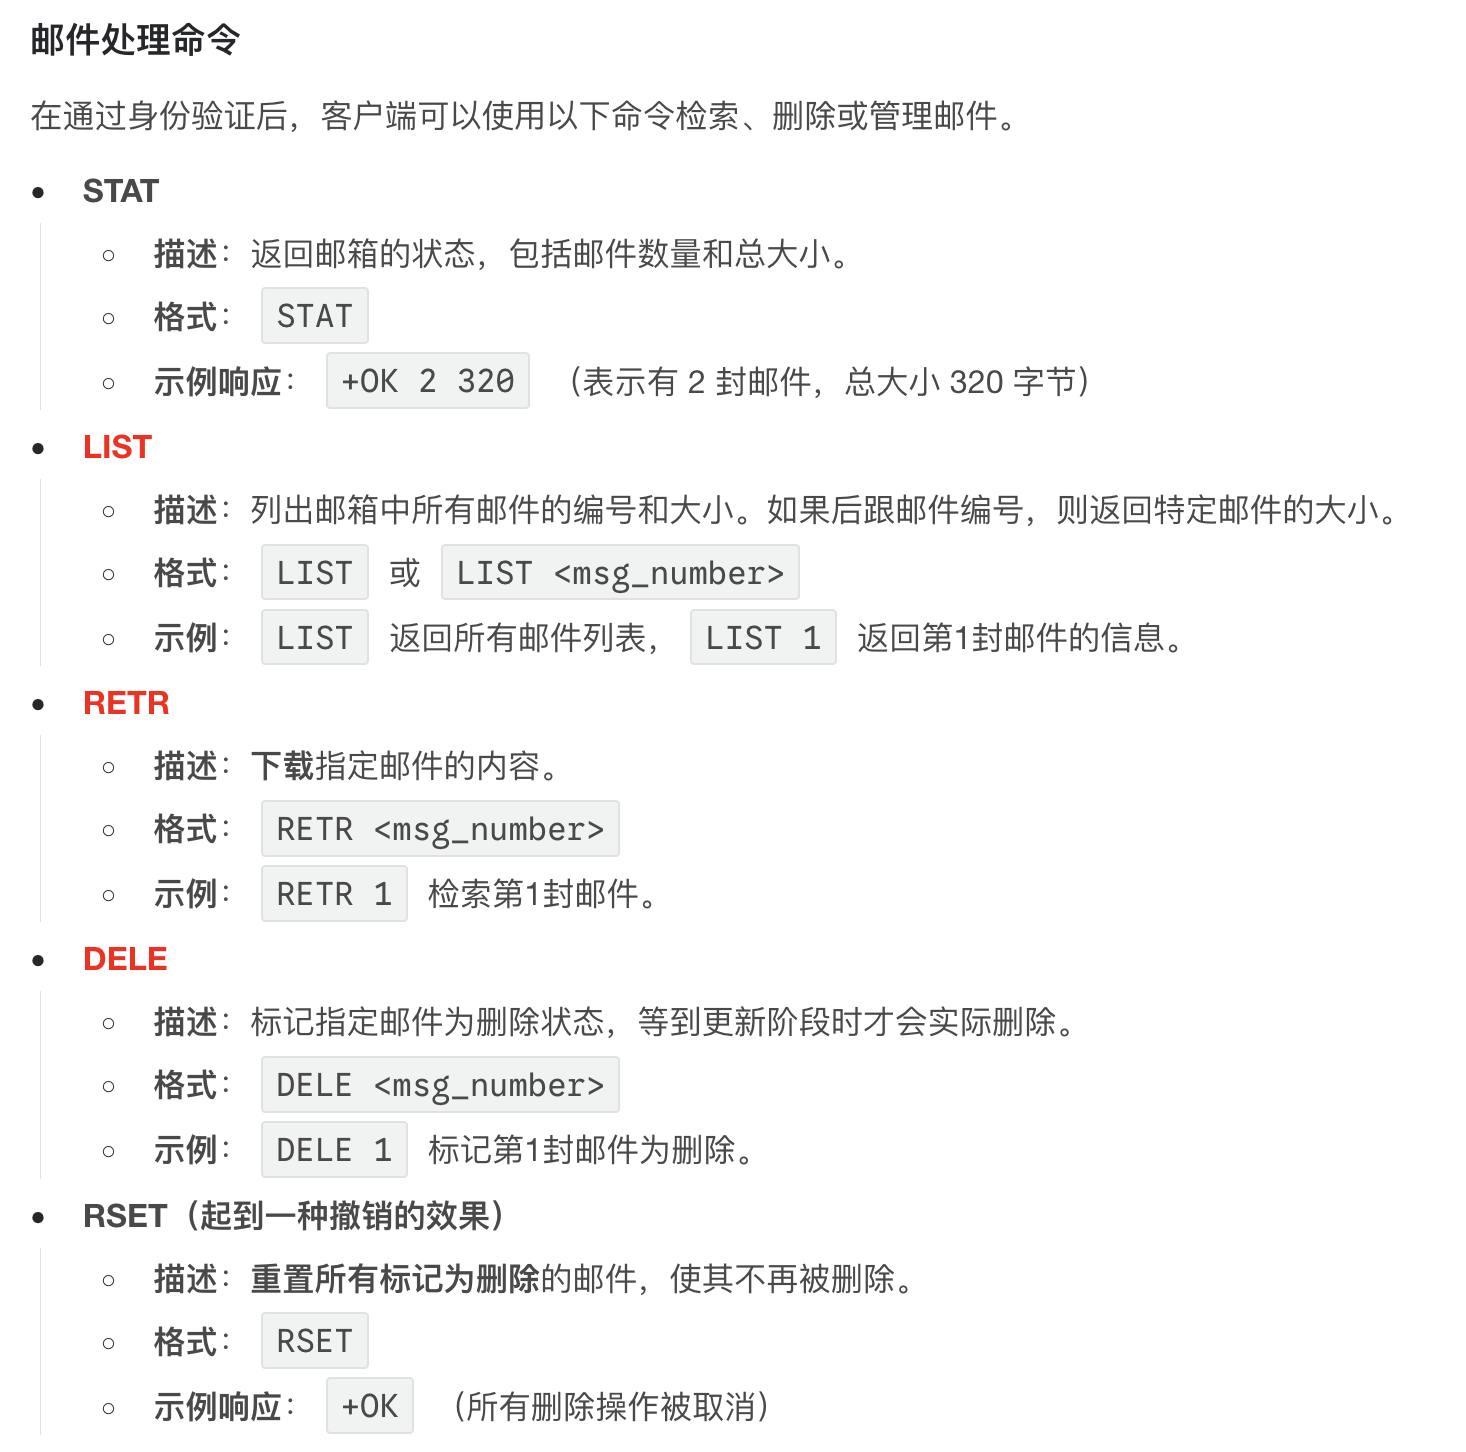 邮件处理命令
在通过身份验证后，客户端可以使用以下命令检索、删除或管理邮件。
STAT
描述：返回邮箱的状态，包括邮件数量和总大小。
格式： STAT
示例响应： +OK 2 320 （表示有 2 封邮件，总大小 320 字节）
LIST
描述：列出邮箱中所有邮件的编号和大小。如果后跟邮件编号，则返回特定邮件的大小。
格式： LIST 或 LIST <msg_number>
示例： LIST 返回所有邮件列表， LIST 1 返回第1封邮件的信息。
RETR
描述：下载指定邮件的内容。
格式： RETR <msg_number>
示例： RETR 1 检索第1封邮件。
DELE
描述：标记指定邮件为删除状态，等到更新阶段时才会实际删除。
格式： DELE <msg_number>
示例： DELE 1 标记第1封邮件为删除。
RSET（起到一种撤销的效果）
描述：重置所有标记为删除的邮件，使其不再被删除。
格式： RSET
示例响应： +OK （所有删除操作被取消）